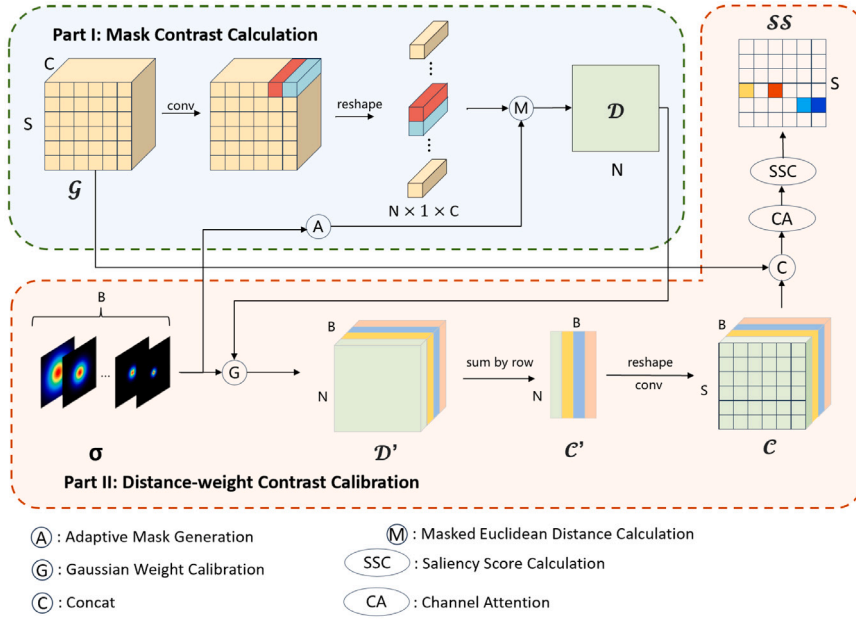 Part I: Mask Contrast Calculation
C
S
𝒢
conv
reshape
⋮
⋮
N × 1 × C
M
A
𝒟
N
𝒮𝒮
S
SSC
CA
C
B
...
σ
G
B
N
𝒟’
sum by row
B
N
𝒞’
reshape
conv
B
S
𝒞
Part II: Distance-weight Contrast Calibration
A : Adaptive Mask Generation
M : Masked Euclidean Distance Calculation
G : Gaussian Weight Calibration
SSC : Saliency Score Calculation
C : Concat
CA : Channel Attention